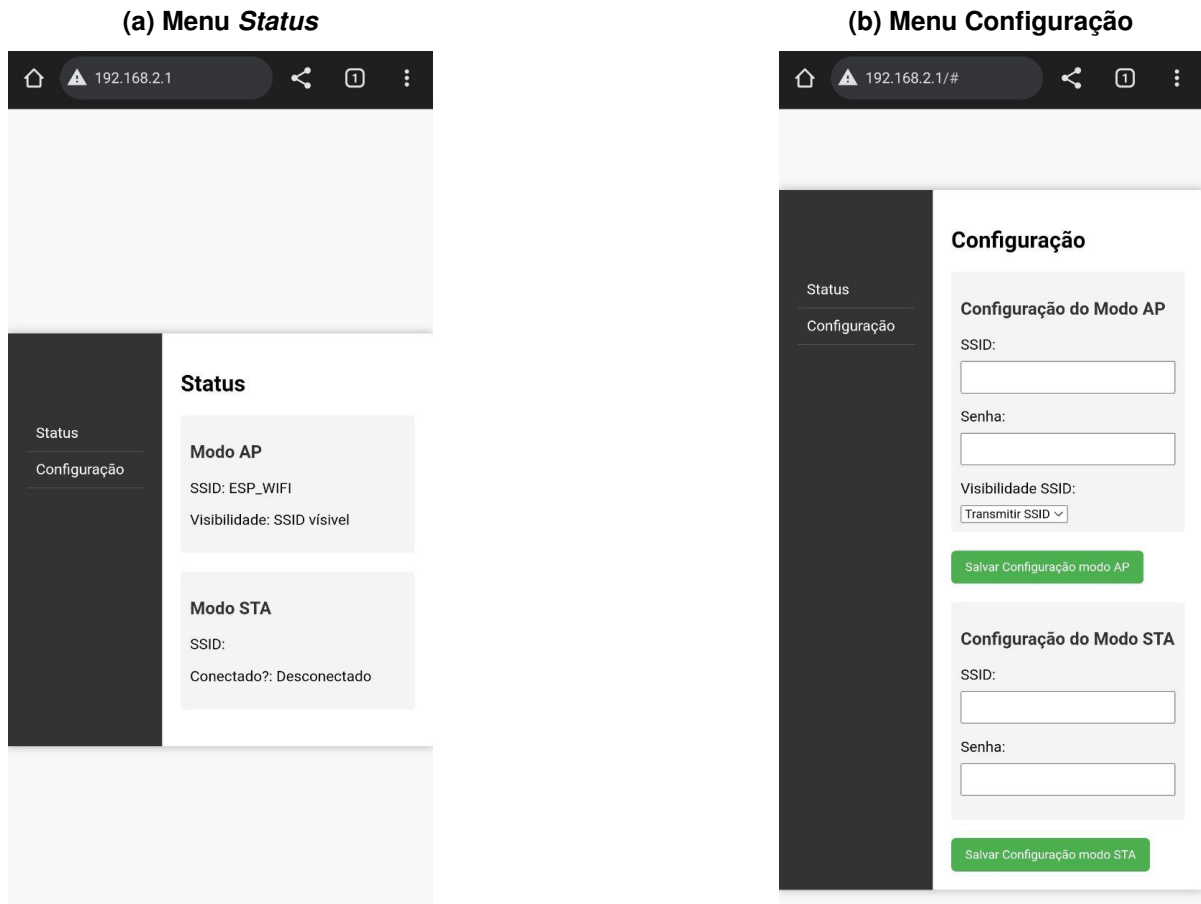 (a) Menu Status
192.168.2.1
1
Status
Configuração
Status
Modo AP
SSID: ESP_WIFI
Visibilidade: SSID vísivel
Modo STA
SSID:
Conectado?: Desconectado
(b) Menu Configuração
192.168.2.1/#
1
Status
Configuração
Configuração
Configuração do Modo AP
SSID:
Senha:
Visibilidade SSID:
Transmitir SSID
Salvar Configuração modo AP
Configuração do Modo STA
SSID:
Senha:
Salvar Configuração modo STA